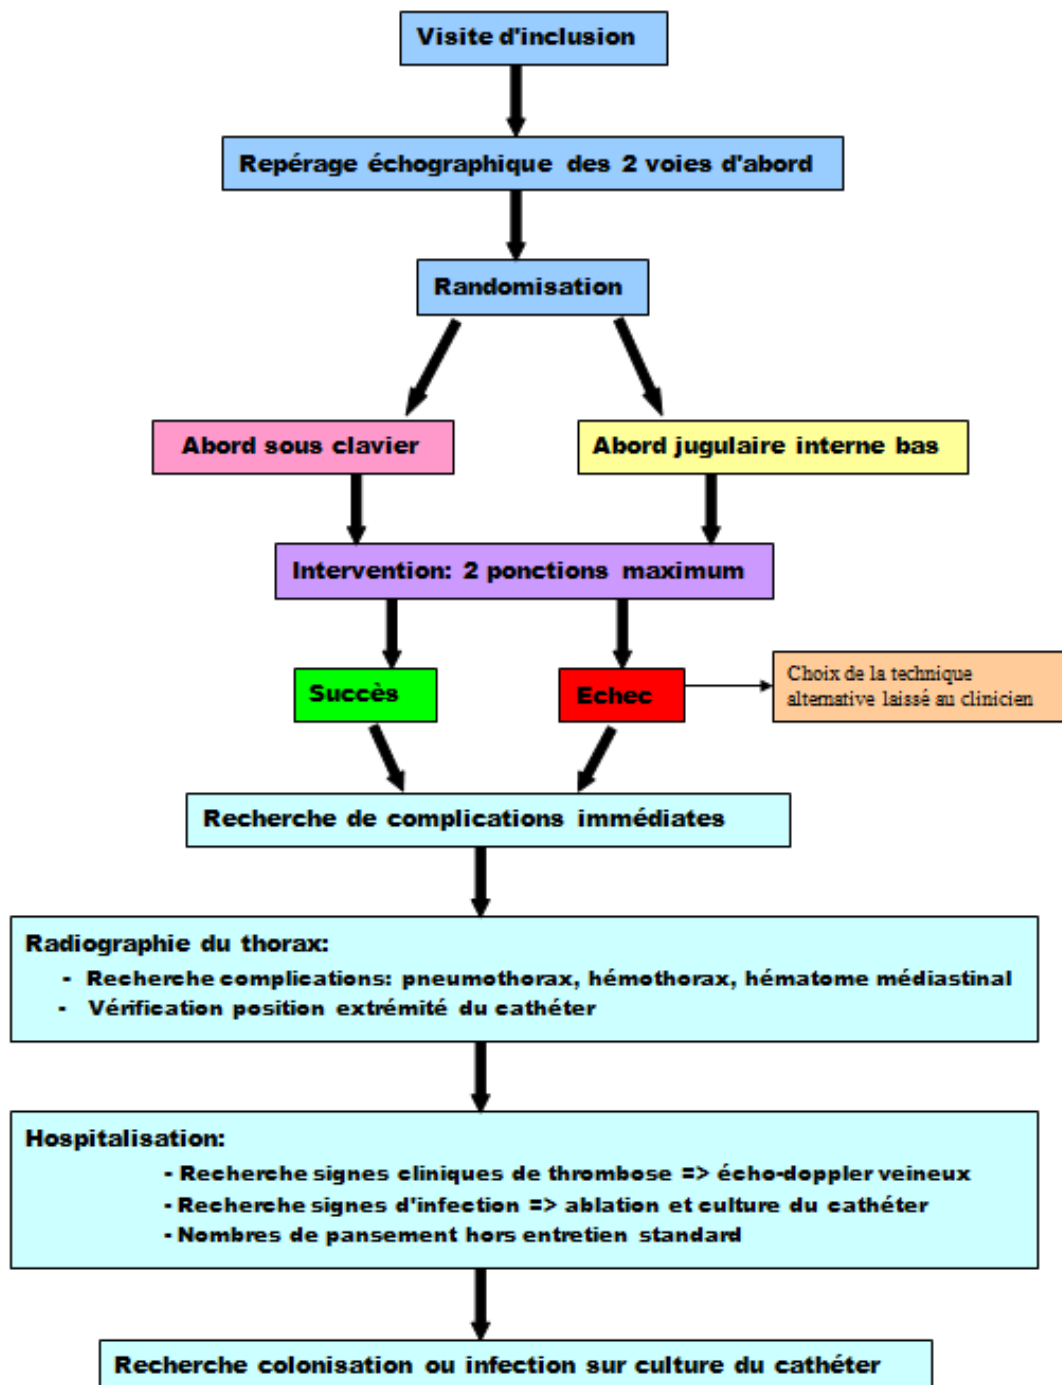 Visite d'inclusion
Repérage échographique des 2 voies d'abord
Randomisation
Abord sous clavier
Abord jugulaire interne bas
Intervention: 2 ponctions maximum
Succès
Echec
Choix de la technique
alternative laissé au clinicien
Recherche de complications immédiates
Radiographie du thorax:
- Recherche complications: pneumothorax, hémothorax, hématome médiastinal
- Vérification position extrémité du cathéter
Hospitalisation:
- Recherche signes cliniques de thrombose => écho-doppler veineux
- Recherche signes d'infection => ablation et culture du cathéter
- Nombres de pansement hors entretien standard
Recherche colonisation ou infection sur culture du cathéter